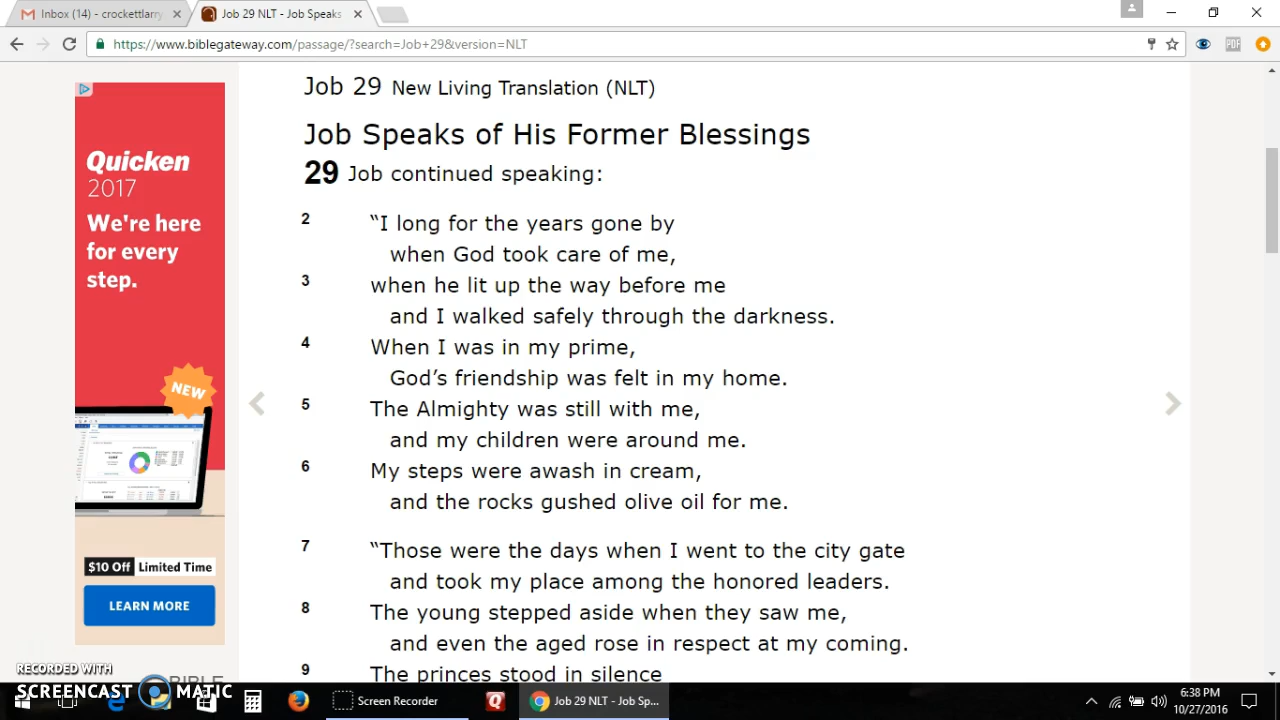 Inbox (14) - crockettlarry
Job 29 NLT - Job Speaks
https://www.biblegateway.com/passage/?search=Job+29&version=NLT
PDF
Job 29 New Living Translation (NLT)
Job Speaks of His Former Blessings
29 Job continued speaking:
2 “I long for the years gone by
when God took care of me,
3 when he lit up the way before me
and I walked safely through the darkness.
4 When I was in my prime,
God’s friendship was felt in my home.
5 The Almighty was still with me,
and my children were around me.
6 My steps were awash in cream,
and the rocks gushed olive oil for me.
7 “Those were the days when I went to the city gate
and took my place among the honored leaders.
8 The young stepped aside when they saw me,
and even the aged rose in respect at my coming.
9 The princes stood in silence
Quicken
2017
We're here
for every
step.
NEW
$10 Off Limited Time
LEARN MORE
BIBLE
RECORDED WITH
SCREENCAST MATIC
Screen Recorder
Job 29 NLT - Job Sp...
6:38 PM
10/27/2016